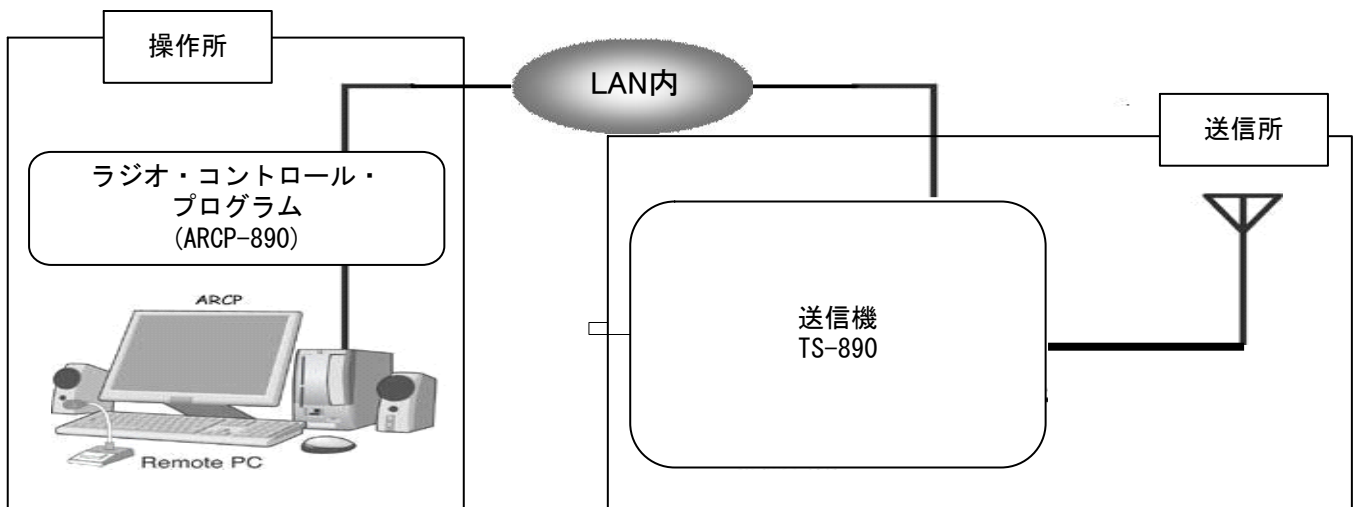 操作所
LAN内
送信所
ラジオ・コントロール・
プログラム
(ARCP-890)
ARCP
Remote PC
送信機
TS-890